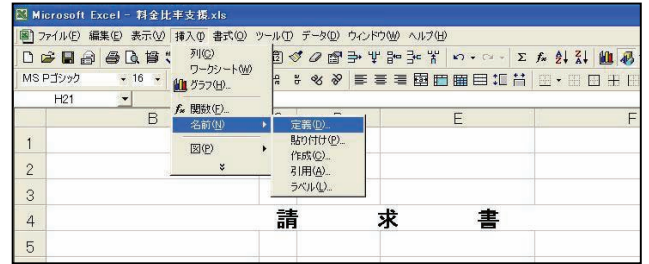 Microsoft Excel - 料金比率支援.xls
ファイル(F) 編集(E) 表示(V) 挿入(I) 書式(O) ツール(T) データ(D) ウィンドウ(W) ヘルプ(H)
列(C)
ワークシート(W)
グラフ(H)...
関数(F)...
名前(N)
図(P)
定義(D)...
貼り付け(P)...
作成(C)...
引用(A)...
ラベル(L)...
MS Pゴシック 16
H21
B E F
1
2
3
4 請 求 書
5